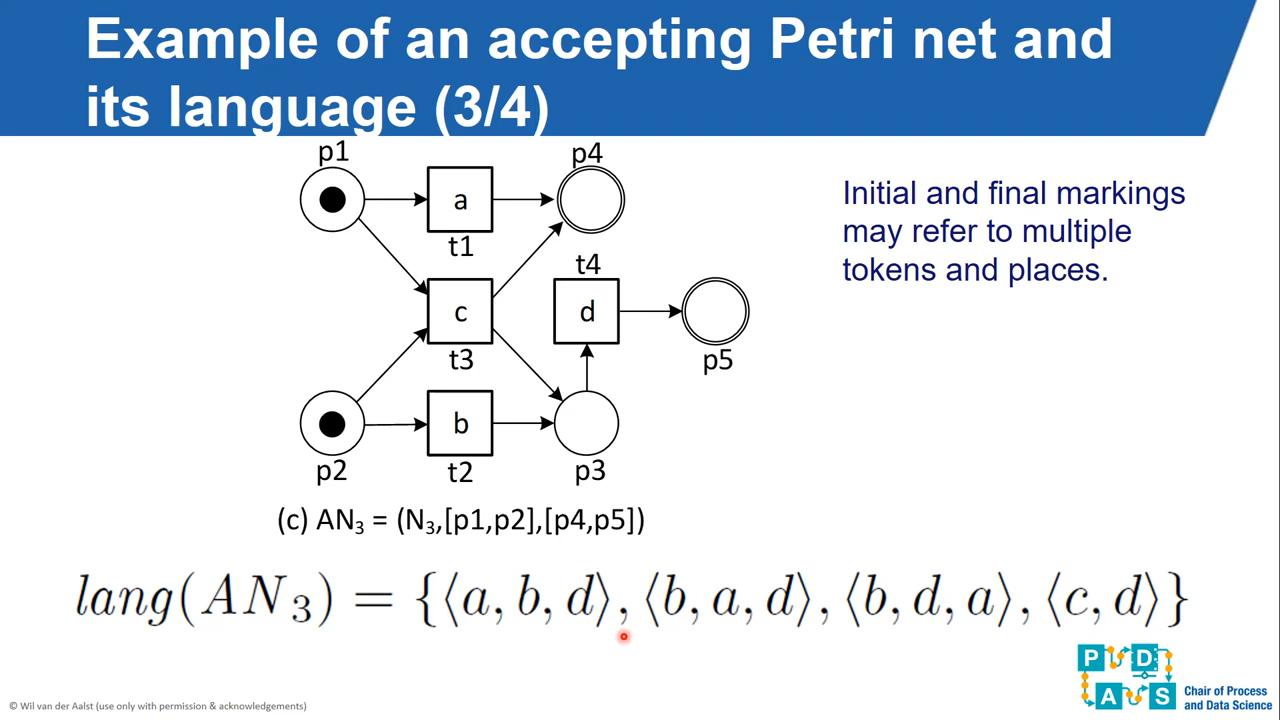 Example of an accepting Petri net and
its language (3/4)
p1
p4
a
t1
t4
c
d
t3
p5
b
p2
t2
p3
Initial and final markings
may refer to multiple
tokens and places.
(c) AN₃ = (N₃,[p1,p2],[p4,p5])
lang(AN₃) = {⟨a, b, d⟩, ⟨b, a, d⟩, ⟨b, d, a⟩, ⟨c, d⟩}
P D
A S
Chair of Process
and Data Science
© Wil van der Aalst (use only with permission & acknowledgements)